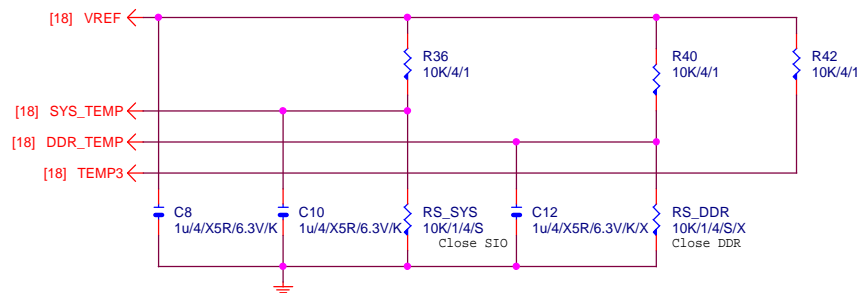 [18] VREF
R36
10K/4/1
R40
10K/4/1
R42
10K/4/1
[18] SYS_TEMP
[18] DDR_TEMP
[18] TEMP3
C8
1u/4/X5R/6.3V/K
C10
1u/4/X5R/6.3V/K
RS_SYS
10K/1/4/S
Close SIO
C12
1u/4/X5R/6.3V/K/X
RS_DDR
10K/1/4/S/X
Close DDR